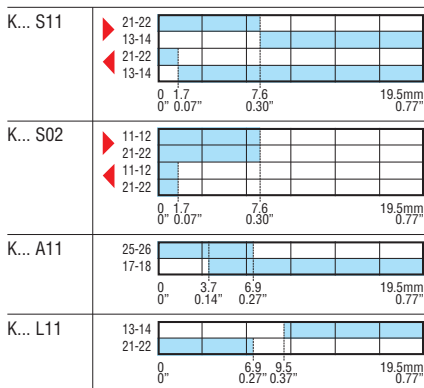 K... S11
21-22
13-14
21-22
13-14
0 1.7 7.6 19.5mm
0" 0.07" 0.30" 0.77"
K... S02
11-12
21-22
11-12
21-22
0 1.7 7.6 19.5mm
0" 0.07" 0.30" 0.77"
K... A11
25-26
17-18
0 3.7 6.9 19.5mm
0" 0.14" 0.27" 0.77"
K... L11
13-14
21-22
0 6.9 9.5 19.5mm
0" 0.27" 0.37" 0.77"